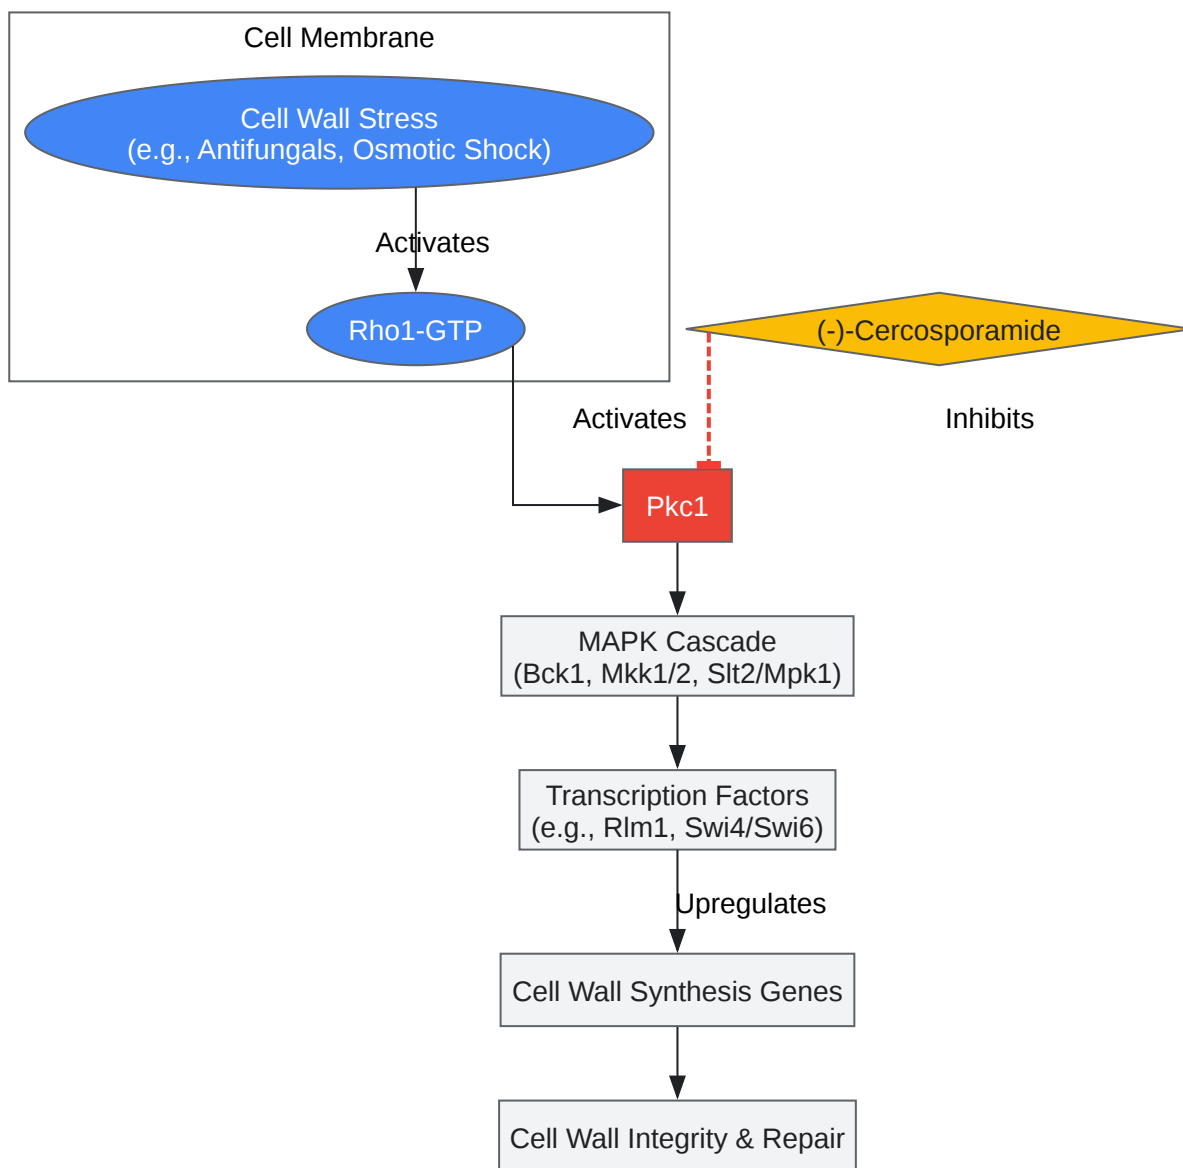 Cell Membrane
Cell Wall Stress
(e.g., Antifungals, Osmotic Shock)
Activates
Rho1-GTP
(-)-Cercosporamide
Activates
Inhibits
Pkc1
MAPK Cascade
(Bck1, Mkk1/2, Slt2/Mpk1)
Transcription Factors
(e.g., Rlm1, Swi4/Swi6)
Upregulates
Cell Wall Synthesis Genes
Cell Wall Integrity & Repair